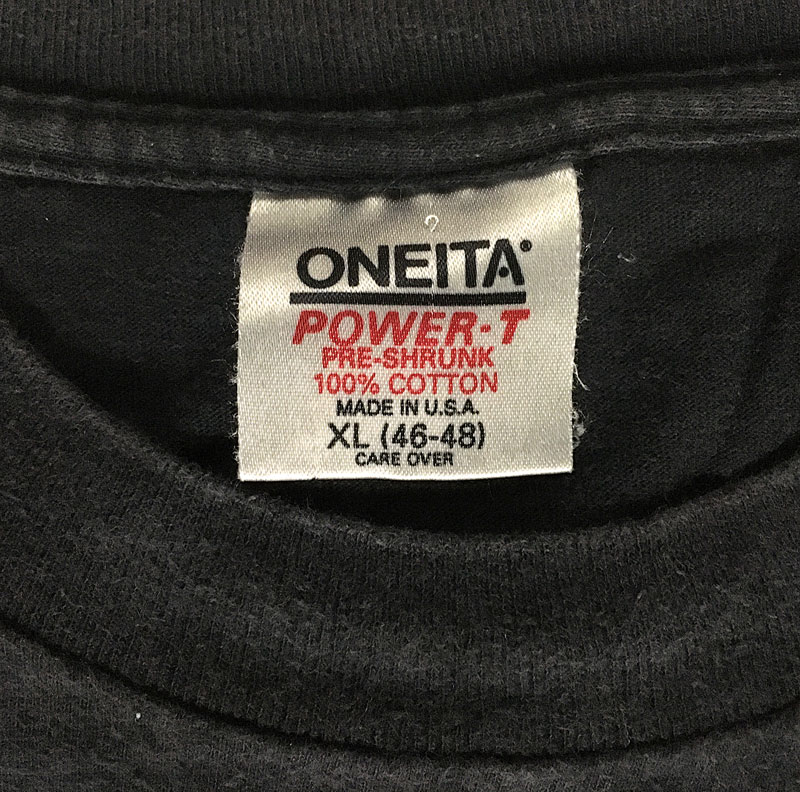 ONEITA®
POWER-T
PRE-SHRUNK
100% COTTON
MADE IN U.S.A.
XL (46-48)
CARE OVER